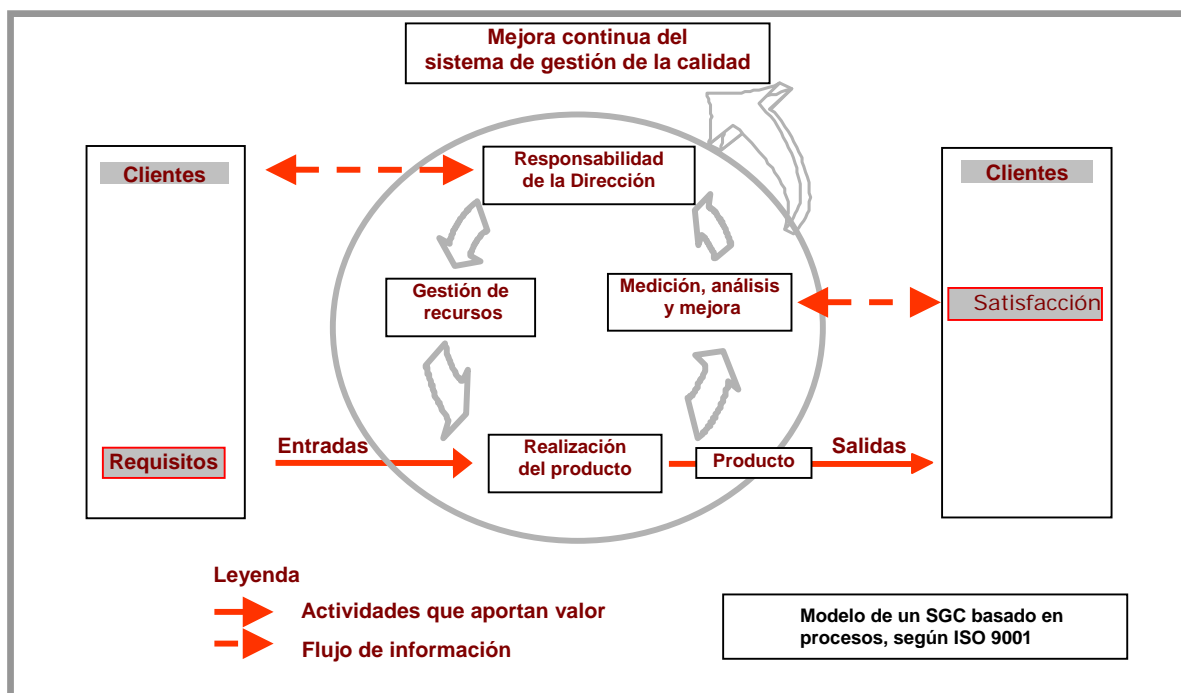 Mejora continua del
sistema de gestión de la calidad
Clientes
Responsabilidad
de la Dirección
Clientes
Gestión de
recursos
Medición, análisis
y mejora
Satisfacción
Requisitos
Entradas
Realización
del producto
Producto
Salidas
Leyenda
Actividades que aportan valor
Flujo de información
Modelo de un SGC basado en
procesos, según ISO 9001